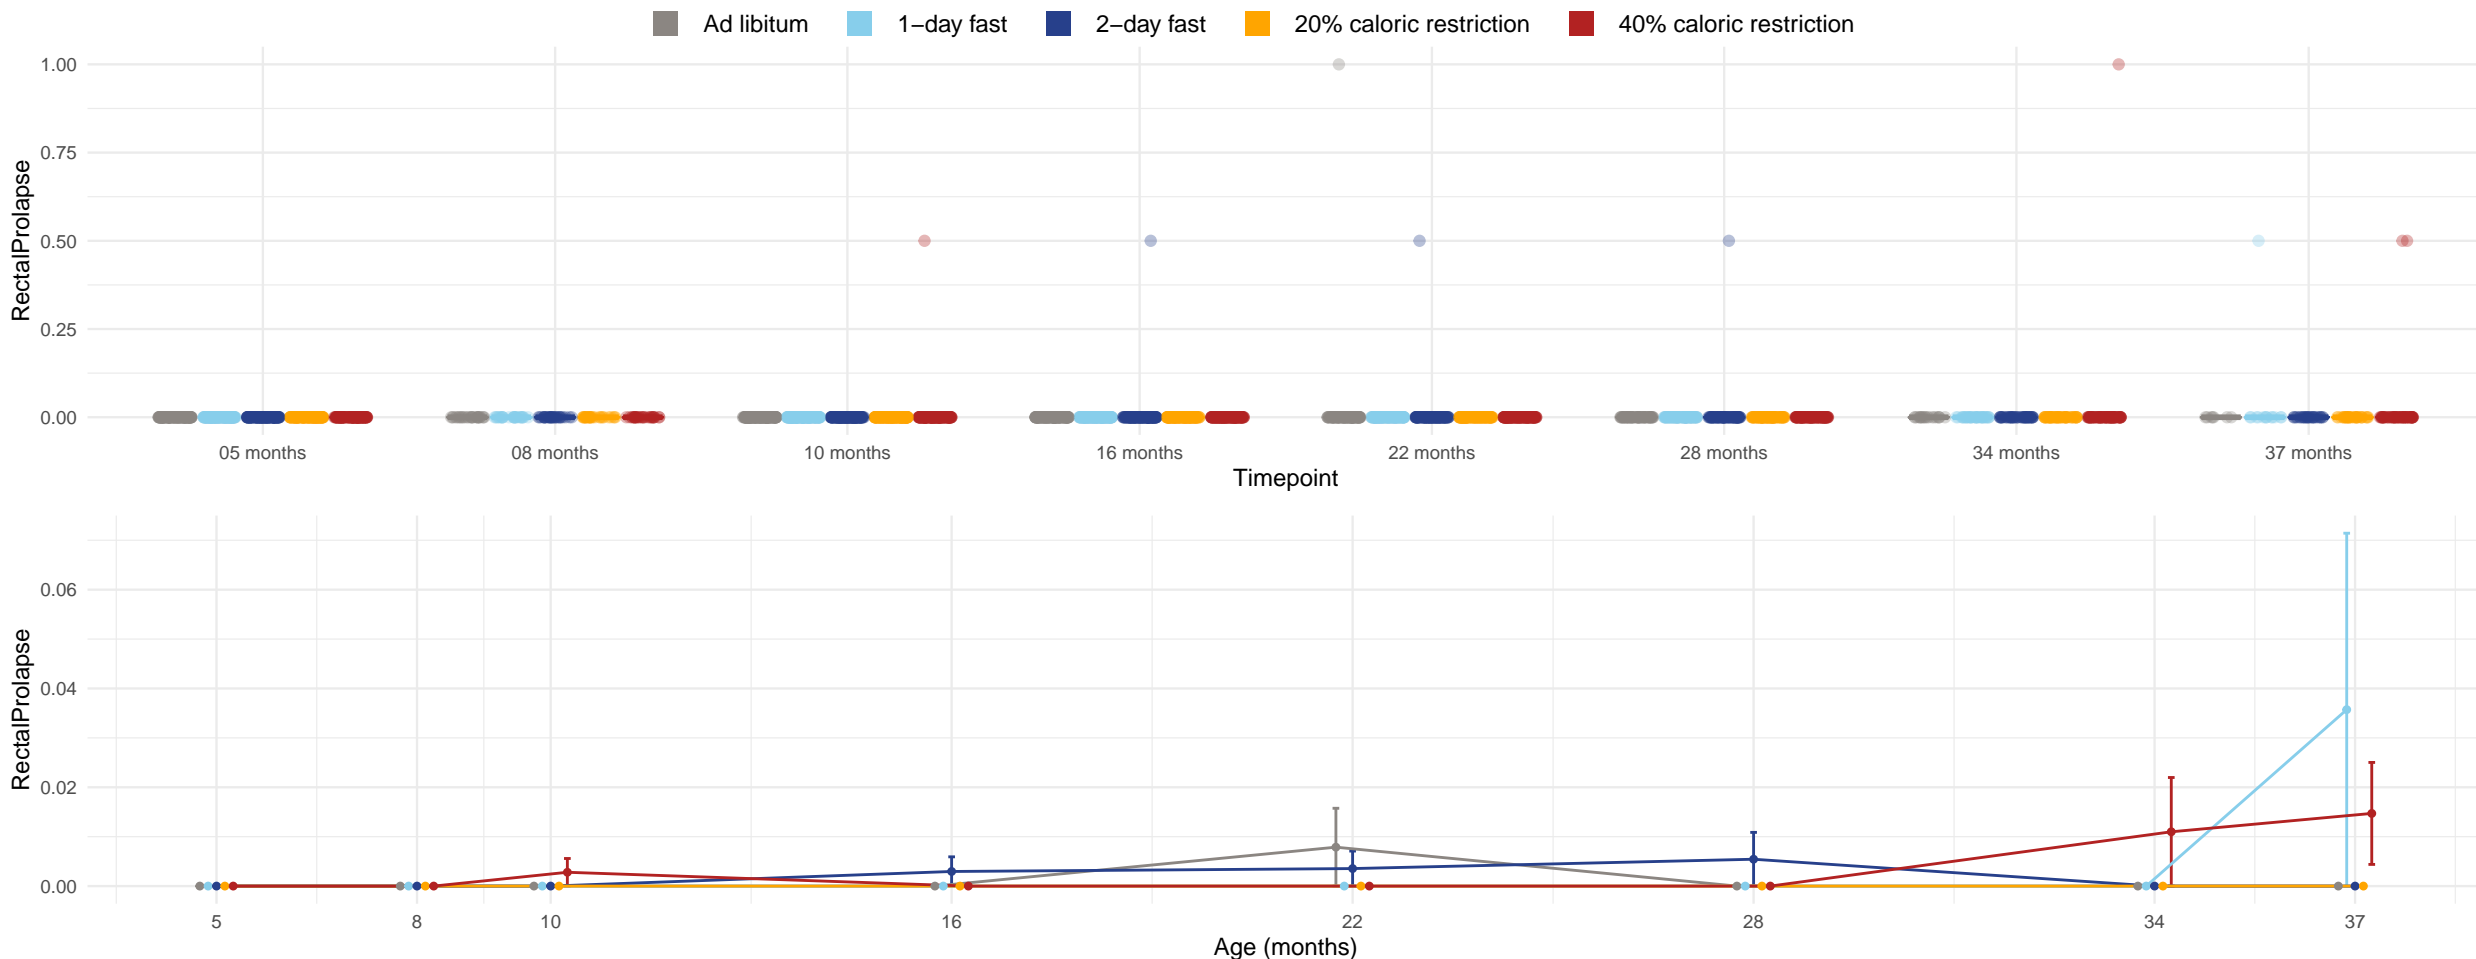 Ad libitum 1−day fast 2−day fast 20% caloric restriction 40% caloric restriction
RectalProlapse
1.00
0.75
0.50
0.25
0.00
05 months 08 months 10 months 16 months 22 months 28 months 34 months 37 months
Timepoint
RectalProlapse
0.06
0.04
0.02
0.00
5 8 10 16 22 28 34 37
Age (months)